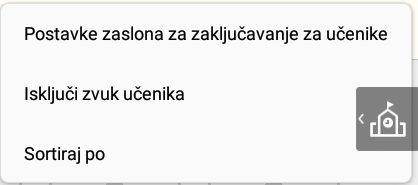 Postavke zaslona za zaključavanje za učenike
Isključi zvuk učenika
Sortiraj po